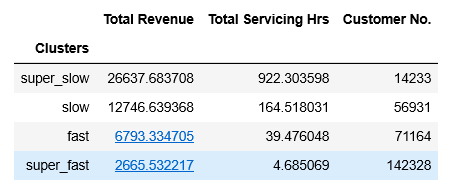 Total Revenue Total Servicing Hrs Customer No.
Clusters
super_slow 26637.683708 922.303598 14233
slow 12746.639368 164.518031 56931
fast 6793.334705 39.476048 71164
super_fast 2665.532217 4.685069 142328